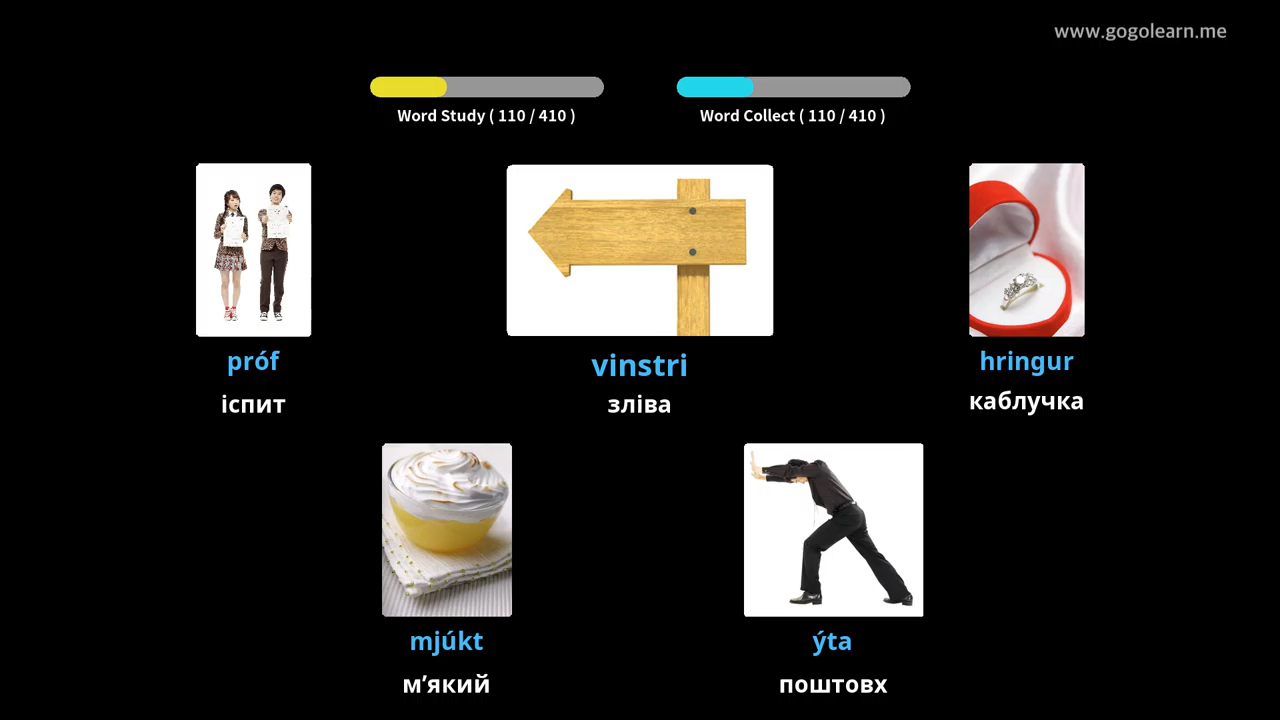 www.gogolearn.me
Word Study ( 110 / 410 )
Word Collect ( 110 / 410 )
próf
іспит
vinstri
зліва
hringur
каблучка
mjúkt
м’який
ýta
поштовх